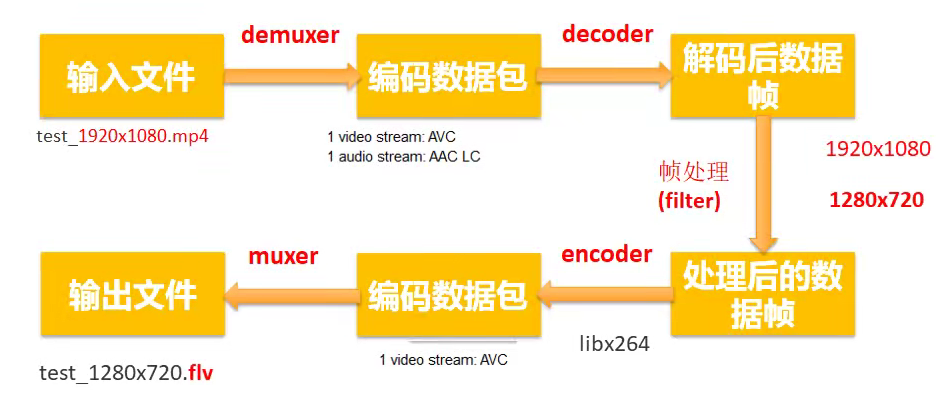 demuxer
decoder
输入文件
编码数据包
解码后数据
帧
test_1920x1080.mp4
1 video stream: AVC
1 audio stream: AAC LC
1920x1080
帧处理
(filter)
1280x720
muxer
encoder
输出文件
编码数据包
处理后的数
据帧
libx264
1 video stream: AVC
test_1280x720.flv